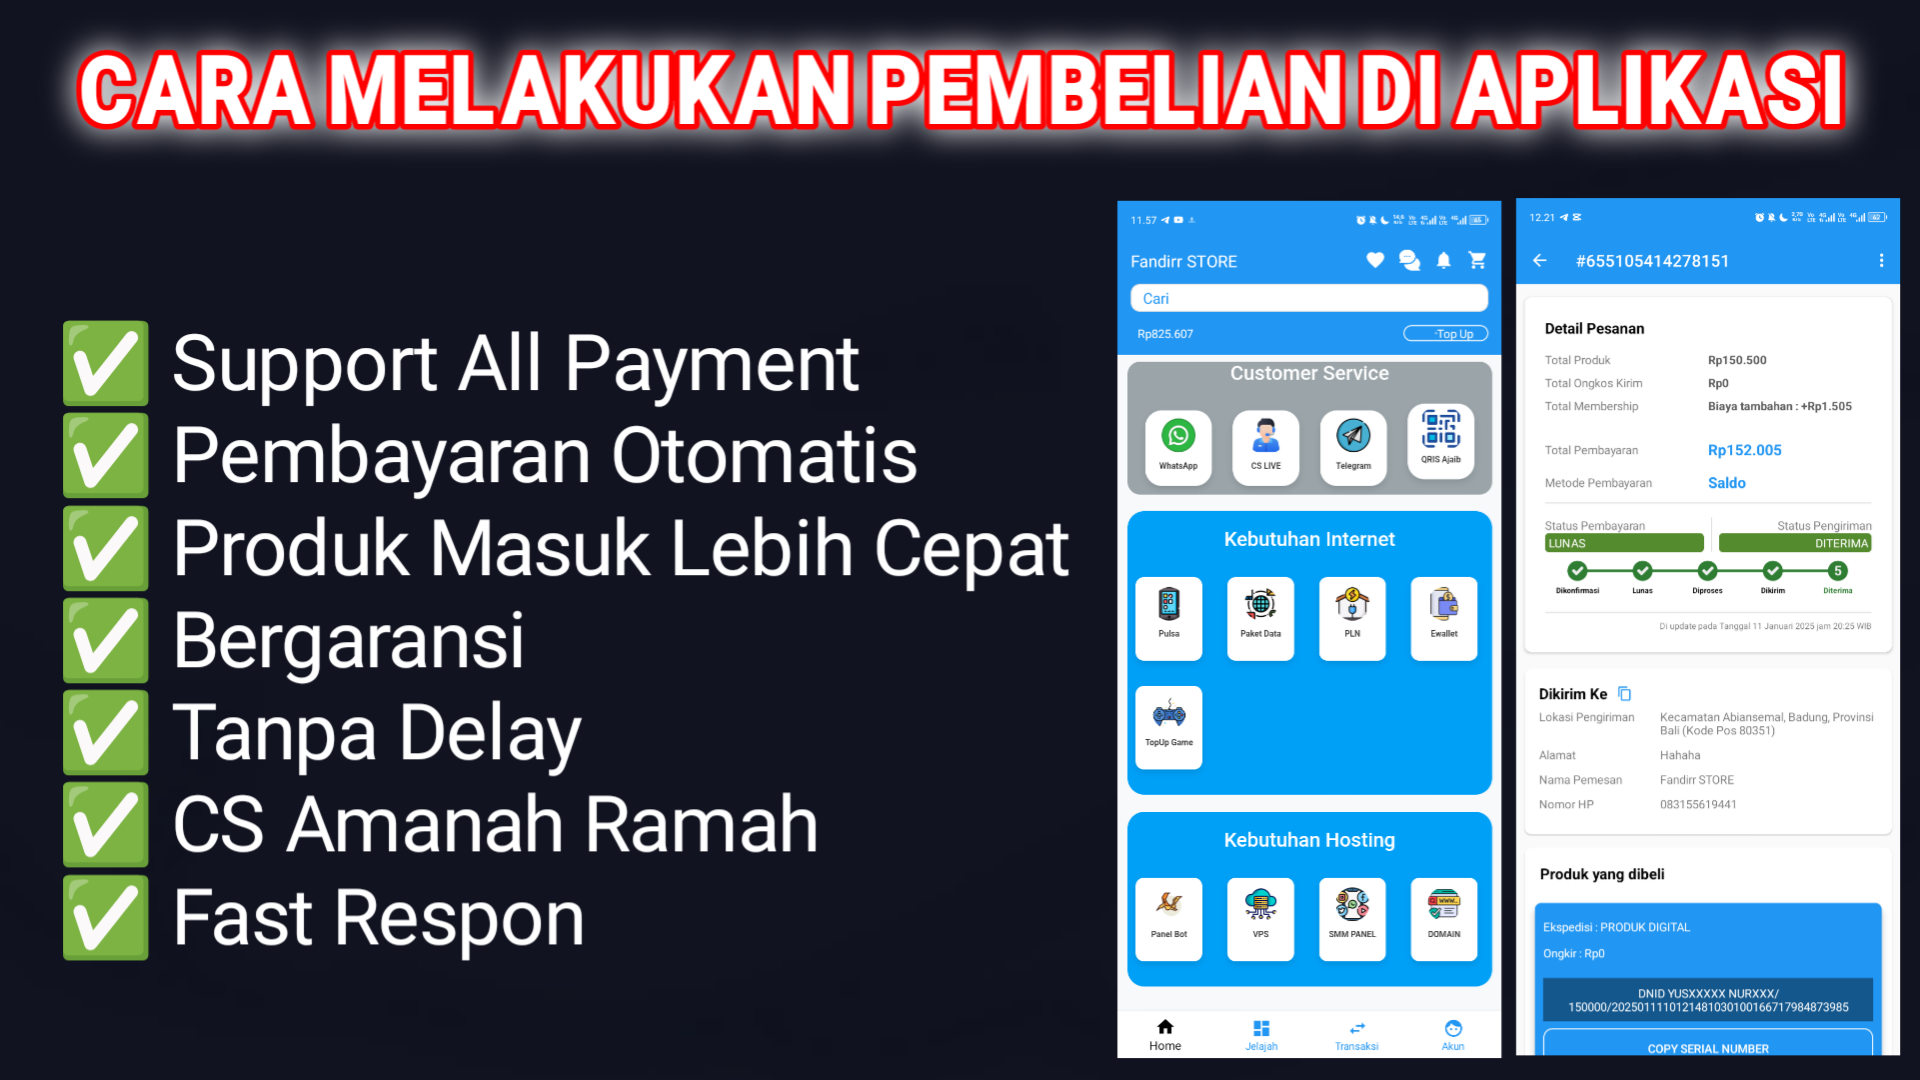 CARA MELAKUKAN PEMBELIAN DI APLIKASI
✅ Support All Payment
✅ Pembayaran Otomatis
✅ Produk Masuk Lebih Cepat
✅ Bergaransi
✅ Tanpa Delay
✅ CS Amanah Ramah
✅ Fast Respon
11.57
Fandirr STORE
Cari
Rp825.607
Top Up
Customer Service
WhatsApp
CS LIVE
Telegram
QRIS Ajaib
Kebutuhan Internet
Pulsa
Paket Data
PLN
Ewallet
TopUp Game
Kebutuhan Hosting
Panel Bot
VPS
SMM PANEL
DOMAIN
Home
Jelajah
Transaksi
Akun
12.21
#655105414278151
Detail Pesanan
Total Produk Rp150.500
Total Ongkos Kirim Rp0
Total Membership Biaya tambahan : +Rp1.505
Total Pembayaran Rp152.005
Metode Pembayaran Saldo
Status Pembayaran Status Pengiriman
LUNAS DITERIMA
5
Dikonfirmasi Lunas Diproses Dikirim Diterima
Di update pada Tanggal 11 Januari 2025 jam 20:25 WIB
Dikirim Ke
Lokasi Pengiriman Kecamatan Abiansemal, Badung, Provinsi
Bali (Kode Pos 80351)
Alamat Hahaha
Nama Pemesan Fandirr STORE
Nomor HP 083155619441
Produk yang dibeli
Ekspedisi : PRODUK DIGITAL
Ongkir : Rp0
DNID YUSXXXXX NURXXX/
150000/20250111101214810301001667179848739​85
COPY SERIAL NUMBER